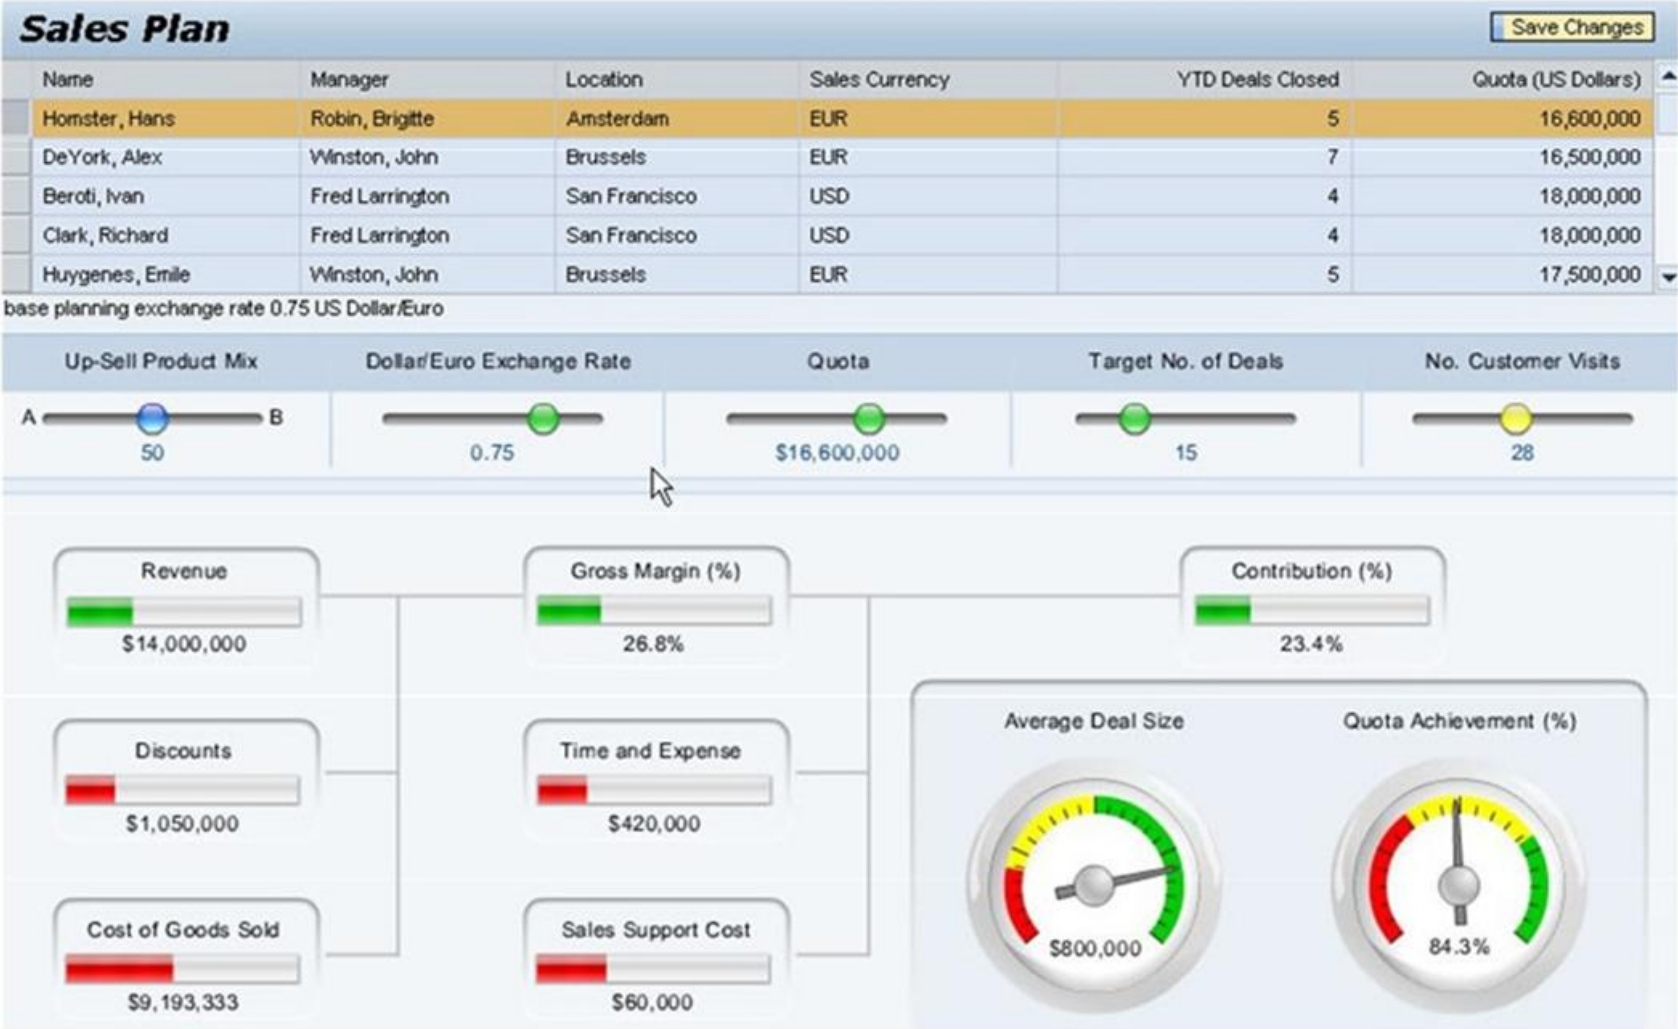 Sales Plan
Save Changes
Name Manager Location Sales Currency YTD Deals Closed Quota (US Dollars)
Homster, Hans Robin, Brigitte Amsterdam EUR 5 16,600,000
DeYork, Alex Winston, John Brussels EUR 7 16,500,000
Beroti, Ivan Fred Larrington San Francisco USD 4 18,000,000
Clark, Richard Fred Larrington San Francisco USD 4 18,000,000
Huygenes, Emile Winston, John Brussels EUR 5 17,500,000
base planning exchange rate 0.75 US Dollar/Euro
Up-Sell Product Mix Dollar/Euro Exchange Rate Quota Target No. of Deals No. Customer Visits
A B
50 0.75 $16,600,000 15 28
Revenue Gross Margin (%) Contribution (%)
$14,000,000 26.8% 23.4%
Discounts Time and Expense Average Deal Size Quota Achievement (%)
$1,050,000 $420,000
Cost of Goods Sold Sales Support Cost $800,000 84.3%
$9,193,333 $60,000